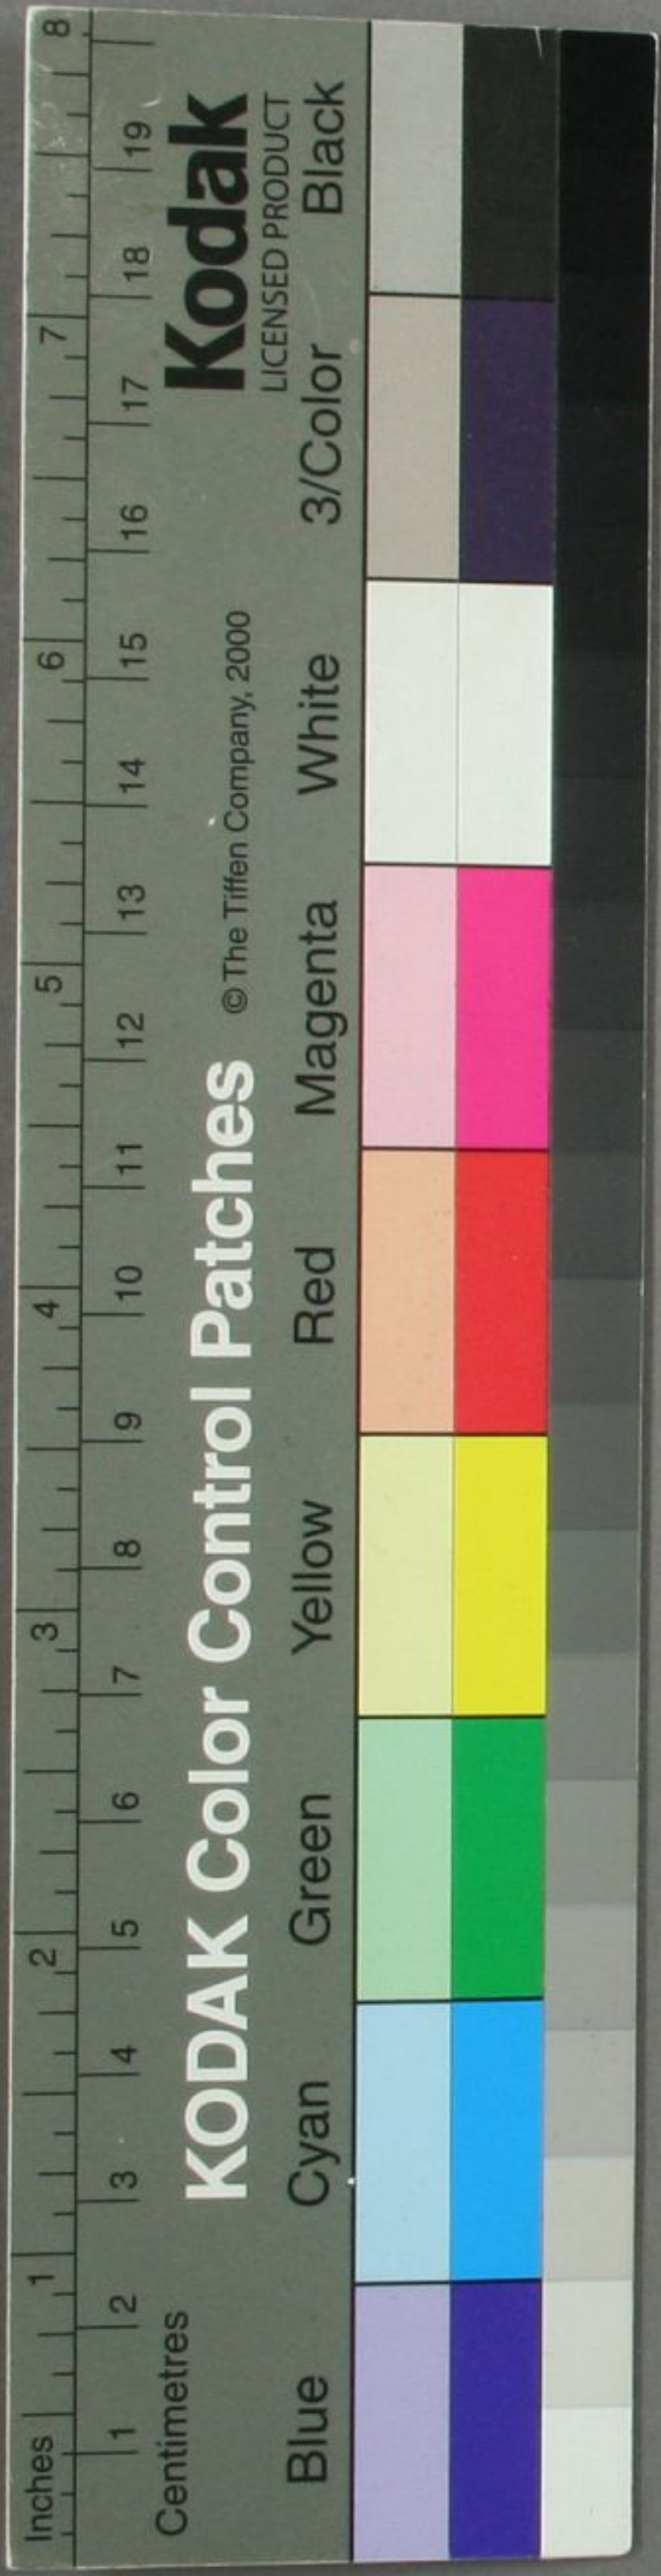 Inches 1 2 3 4 5 6 7 8
1 2 3 4 5 6 7 8 9 10 11 12 13 14 15 16 17 18 19
Centimetres
KODAK Color Control Patches © The Tiffen Company, 2000 Kodak
LICENSED PRODUCT
Blue Cyan Green Yellow Red Magenta White 3/Color Black